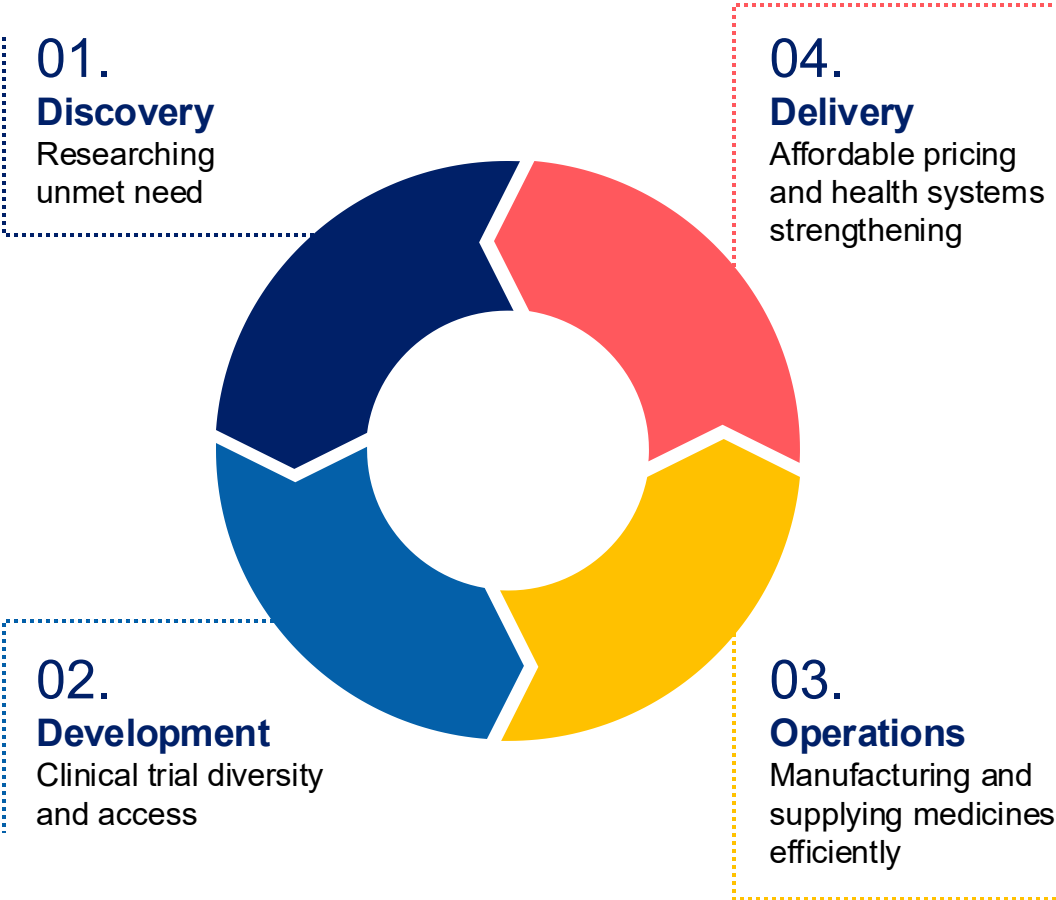 01.
Discovery
Researching
unmet need
02.
Development
Clinical trial diversity
and access
03.
Operations
Manufacturing and
supplying medicines
efficiently
04.
Delivery
Affordable pricing
and health systems
strengthening